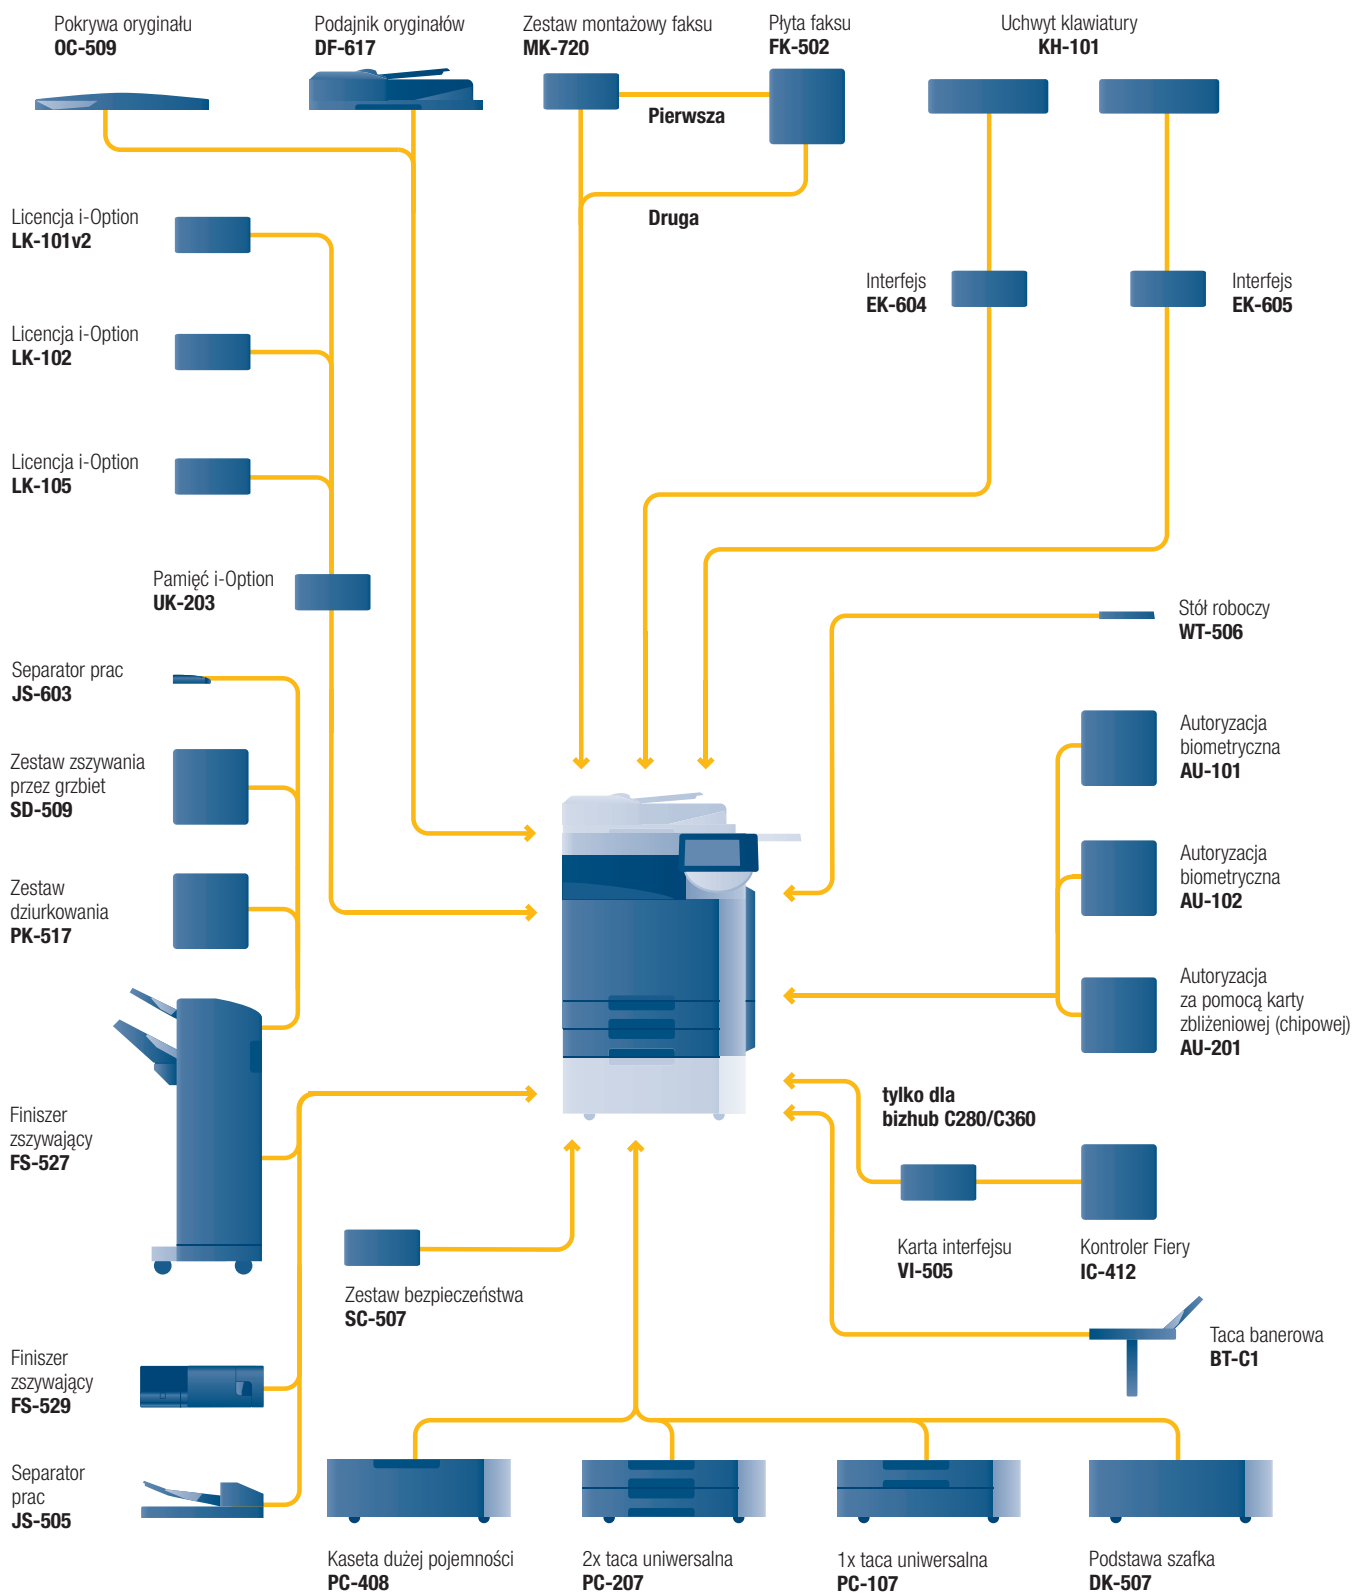 Pokrywa oryginału
OC-509
Podajnik oryginałów
DF-617
Zestaw montażowy faksu
MK-720
Płyta faksu
FK-502
Uchwyt klawiatury
KH-101
Pierwsza
Druga
Licencja i-Option
LK-101v2
Interfejs
EK-604
Interfejs
EK-605
Licencja i-Option
LK-102
Licencja i-Option
LK-105
Pamięć i-Option
UK-203
Stół roboczy
WT-506
Separator prac
JS-603
Autoryzacja
biometryczna
AU-101
Zestaw zszywania
przez grzbiet
SD-509
Autoryzacja
biometryczna
AU-102
Zestaw
dziurkowania
PK-517
Autoryzacja
za pomocą karty
zbliżeniowej (chipowej)
AU-201
tylko dla
bizhub C280/C360
Finiszer
zszywający
FS-527
Karta interfejsu
VI-505
Kontroler Fiery
IC-412
Zestaw bezpieczeństwa
SC-507
Taca banerowa
BT-C1
Finiszer
zszywający
FS-529
Separator
prac
JS-505
Kaseta dużej pojemności
PC-408
2x taca uniwersalna
PC-207
1x taca uniwersalna
PC-107
Podstawa szafka
DK-507